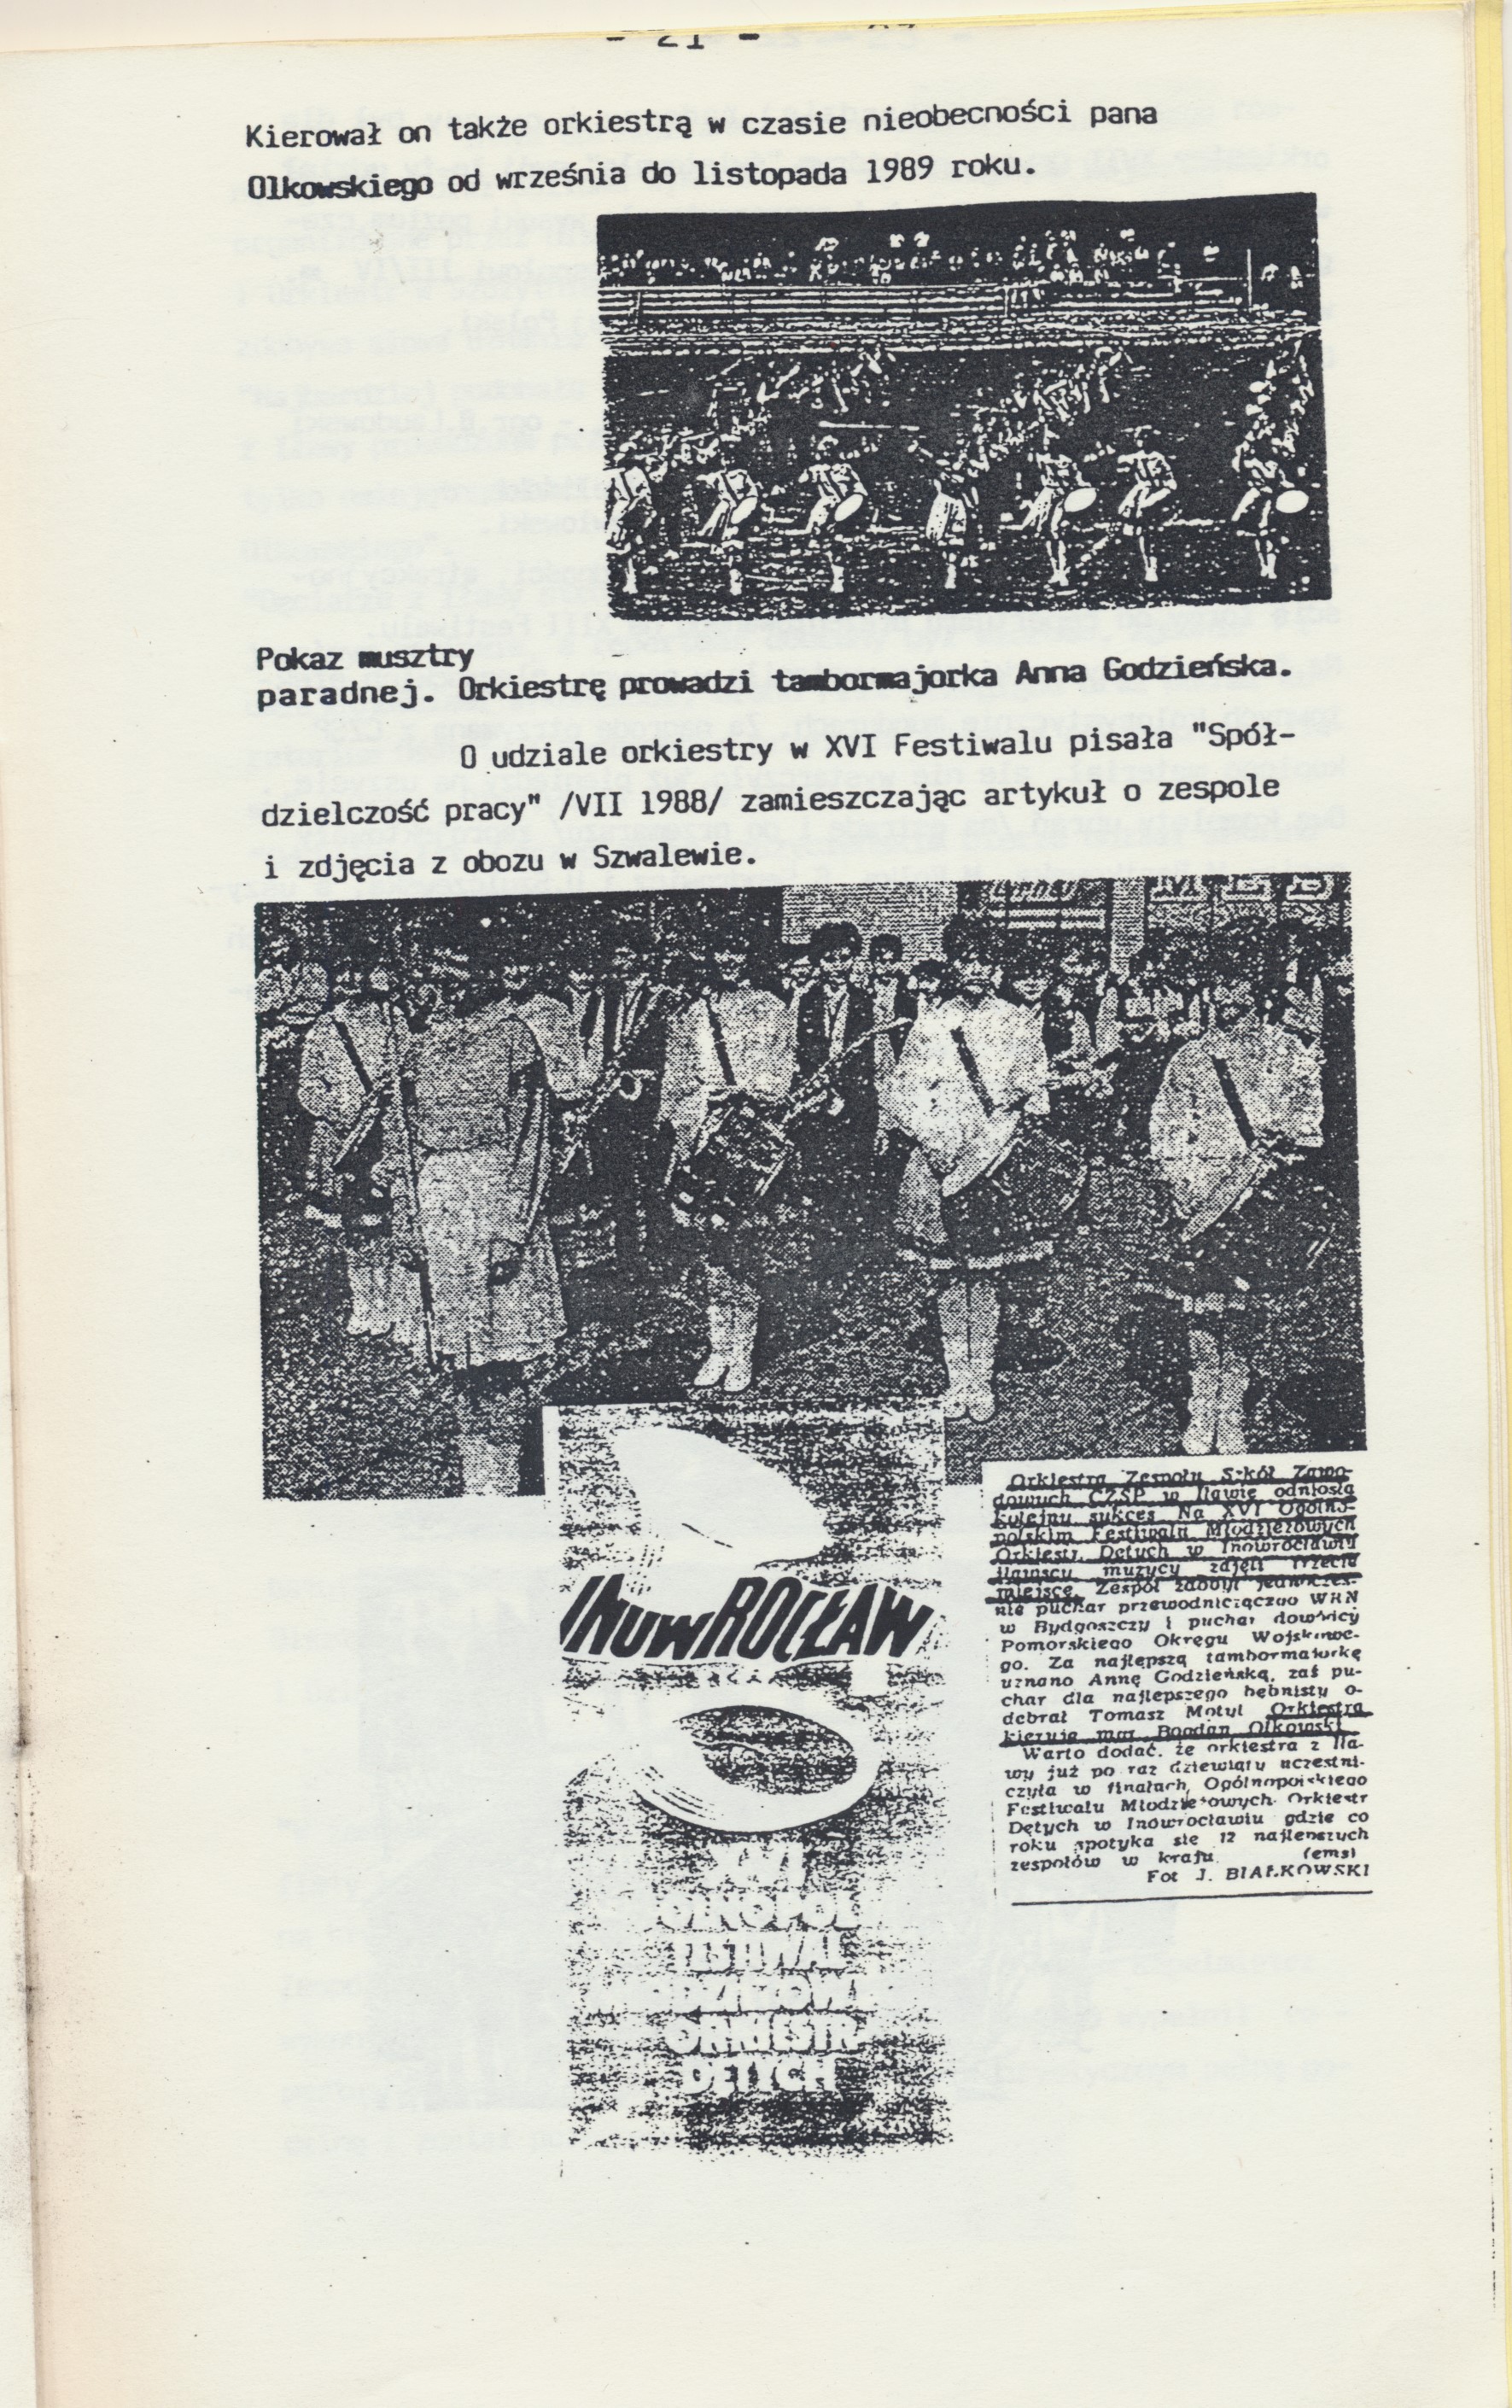 - 21 -
Kierował on także orkiestrą w czasie nieobecności pana
Olkowskiego od września do listopada 1989 roku.
Pokaz musztry
paradnej. Orkiestrę prowadzi tambormajorka Anna Godzieńska.
O udziale orkiestry w XVI Festiwalu pisała "Spół-
dzielczość pracy" /VII 1988/ zamieszczając artykuł o zespole
i zdjęcia z obozu w Szwalewie.
INOWROCŁAW
FESTIWAL
ORKIESTR
DĘTYCH
Orkiestra Zespołu Szkół Zawo-
dowych CZSP w Iławie odniosła
kolejny sukces Na XVI Ogólno-
polskim Festiwalu Młodzieżowych
Orkiestr Dętych w Inowrocławiu
iławscy muzycy zajęli trzecie
miejsce. Zespół zdobył jednocześ-
nie puchar przewodniczącego WRN
w Bydgoszczy i puchar dowódcy
Pomorskiego Okręgu Wojskowe-
go. Za najlepszą tambormajorkę
uznano Annę Godzieńską, zaś pu-
char dla najlepszego bębnisty o-
debrał Tomasz Motyl Orkiestrą
kieruje mgr Bogdan Olkowski.
Warto dodać, że orkiestra z Iła-
wy już po raz dziewiąty uczestni-
czyła w finałach, Ogólnopolskiego
Festiwalu Młodzieżowych Orkiestr
Dętych w Inowrocławiu gdzie co
roku spotyka się 12 najlepszych
zespołów w kraju. (ems)
Fot J. BIAŁKOWSKI